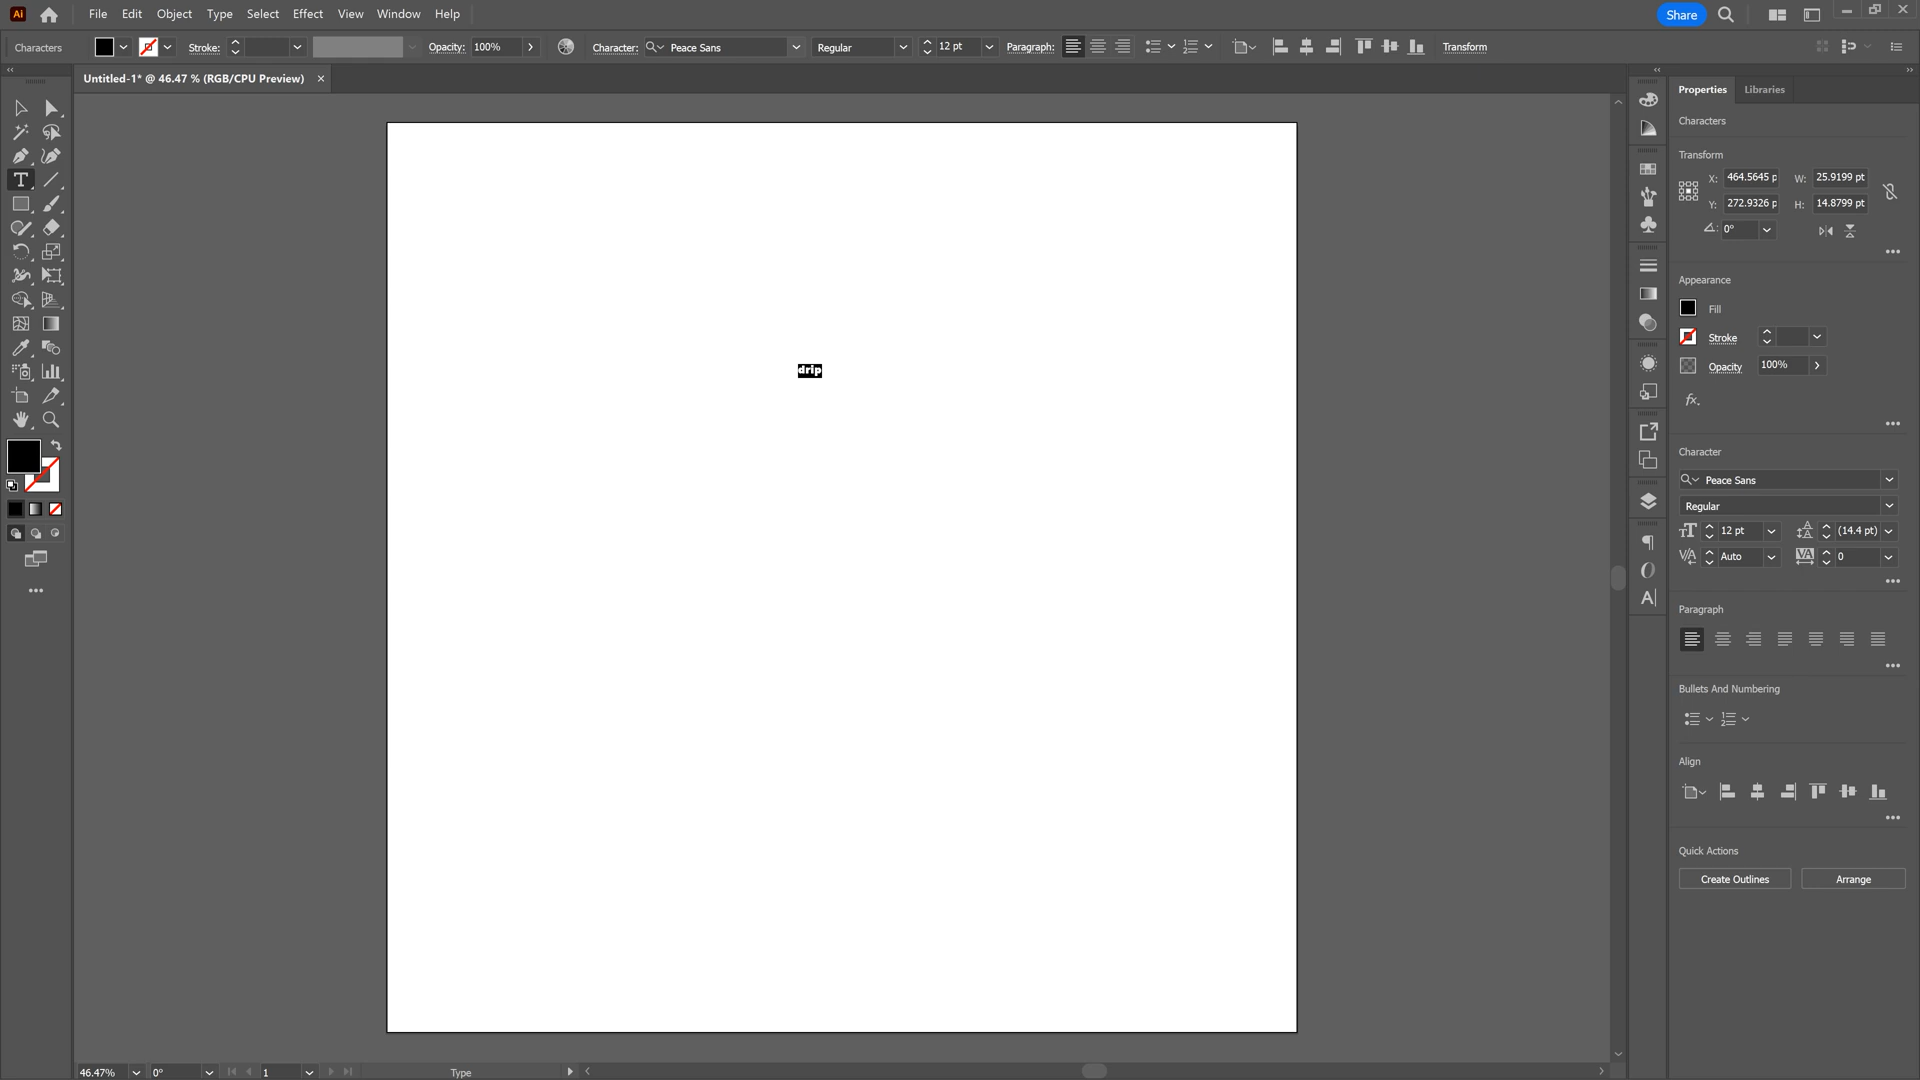 Ai File Edit Object Type Select Effect View Window Help Share
Characters Stroke: Opacity: 100% Character: Peace Sans Regular 12 pt Paragraph: Transform
Untitled-1* @ 46.47 % (RGB/CPU Preview)
drip
Properties Libraries
Characters
Transform
X: 464.5645 p W: 25.9199 pt
Y: 272.9326 p H: 14.8799 pt
0°
Appearance
Fill
Stroke
Opacity 100%
fx.
Character
Peace Sans
Regular
12 pt (14.4 pt)
Auto 0
Paragraph
Bullets And Numbering
Align
Quick Actions
Create Outlines Arrange
46.47% 0° 1 Type